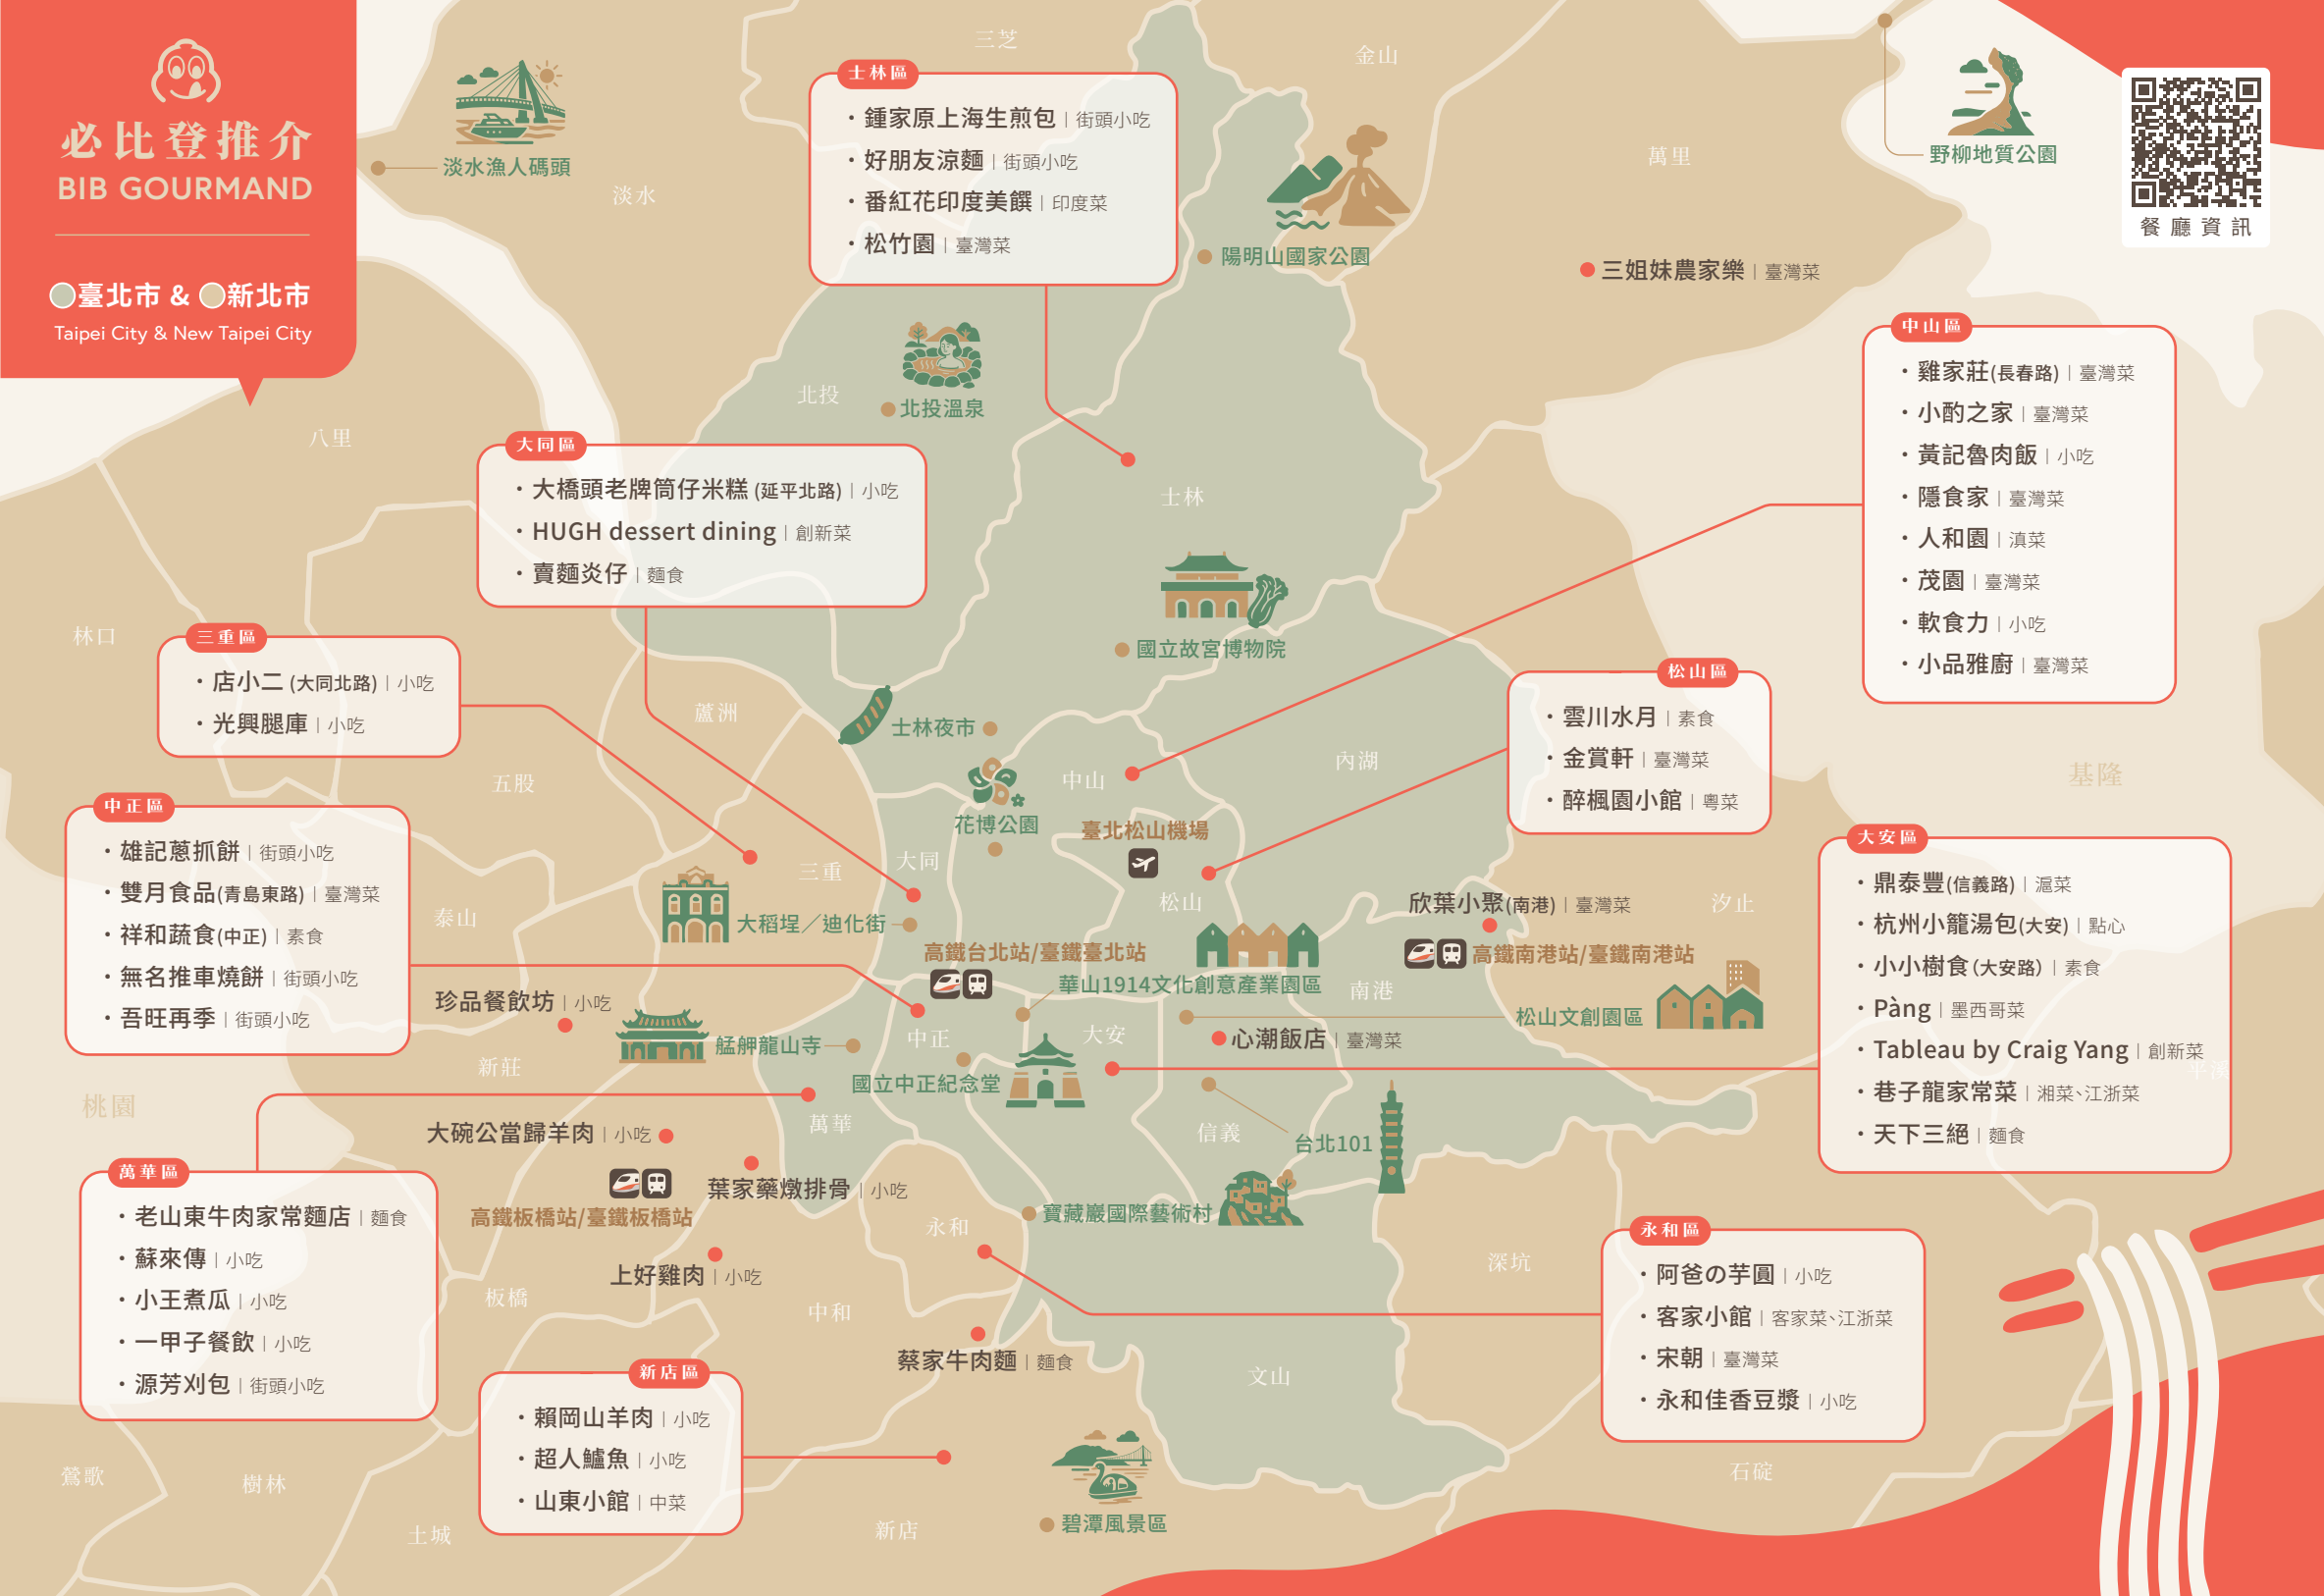 必比登推介
BIB GOURMAND
臺北市 & 新北市
Taipei City & New Taipei City
餐廳資訊
三芝
金山
萬里
淡水
八里
林口
北投
士林
蘆洲
五股
泰山
三重
大同
中山
內湖
松山
汐止
南港
中正
大安
信義
萬華
新莊
桃園
基隆
平溪
永和
中和
板橋
深坑
文山
石碇
鶯歌
樹林
土城
新店
淡水漁人碼頭
野柳地質公園
陽明山國家公園
北投溫泉
國立故宮博物院
士林夜市
花博公園
臺北松山機場
大稻埕／迪化街
高鐵台北站/臺鐵臺北站
華山1914文化創意產業園區
高鐵南港站/臺鐵南港站
松山文創園區
艋舺龍山寺
國立中正紀念堂
台北101
寶藏巖國際藝術村
高鐵板橋站/臺鐵板橋站
碧潭風景區
士林區
・鍾家原上海生煎包｜街頭小吃
・好朋友涼麵｜街頭小吃
・番紅花印度美饌｜印度菜
・松竹園｜臺灣菜
三姐妹農家樂｜臺灣菜
中山區
・雞家莊(長春路)｜臺灣菜
・小酌之家｜臺灣菜
・黃記魯肉飯｜小吃
・隱食家｜臺灣菜
・人和園｜滇菜
・茂園｜臺灣菜
・軟食力｜小吃
・小品雅廚｜臺灣菜
大同區
・大橋頭老牌筒仔米糕 (延平北路)｜小吃
・HUGH dessert dining｜創新菜
・賣麵炎仔｜麵食
三重區
・店小二 (大同北路)｜小吃
・光興腿庫｜小吃
松山區
・雲川水月｜素食
・金賞軒｜臺灣菜
・醉楓園小館｜粵菜
中正區
・雄記蔥抓餅｜街頭小吃
・雙月食品(青島東路)｜臺灣菜
・祥和蔬食(中正)｜素食
・無名推車燒餅｜街頭小吃
・吾旺再季｜街頭小吃
大安區
・鼎泰豐(信義路)｜滬菜
・杭州小籠湯包(大安)｜點心
・小小樹食(大安路)｜素食
・Pàng｜墨西哥菜
・Tableau by Craig Yang｜創新菜
・巷子龍家常菜｜湘菜、江浙菜
・天下三絕｜麵食
欣葉小聚(南港)｜臺灣菜
心潮飯店｜臺灣菜
珍品餐飲坊｜小吃
大碗公當歸羊肉｜小吃
葉家藥燉排骨｜小吃
上好雞肉｜小吃
蔡家牛肉麵｜麵食
萬華區
・老山東牛肉家常麵店｜麵食
・蘇來傳｜小吃
・小王煮瓜｜小吃
・一甲子餐飲｜小吃
・源芳刈包｜街頭小吃
新店區
・賴岡山羊肉｜小吃
・超人鱸魚｜小吃
・山東小館｜中菜
永和區
・阿爸の芋圓｜小吃
・客家小館｜客家菜、江浙菜
・宋朝｜臺灣菜
・永和佳香豆漿｜小吃